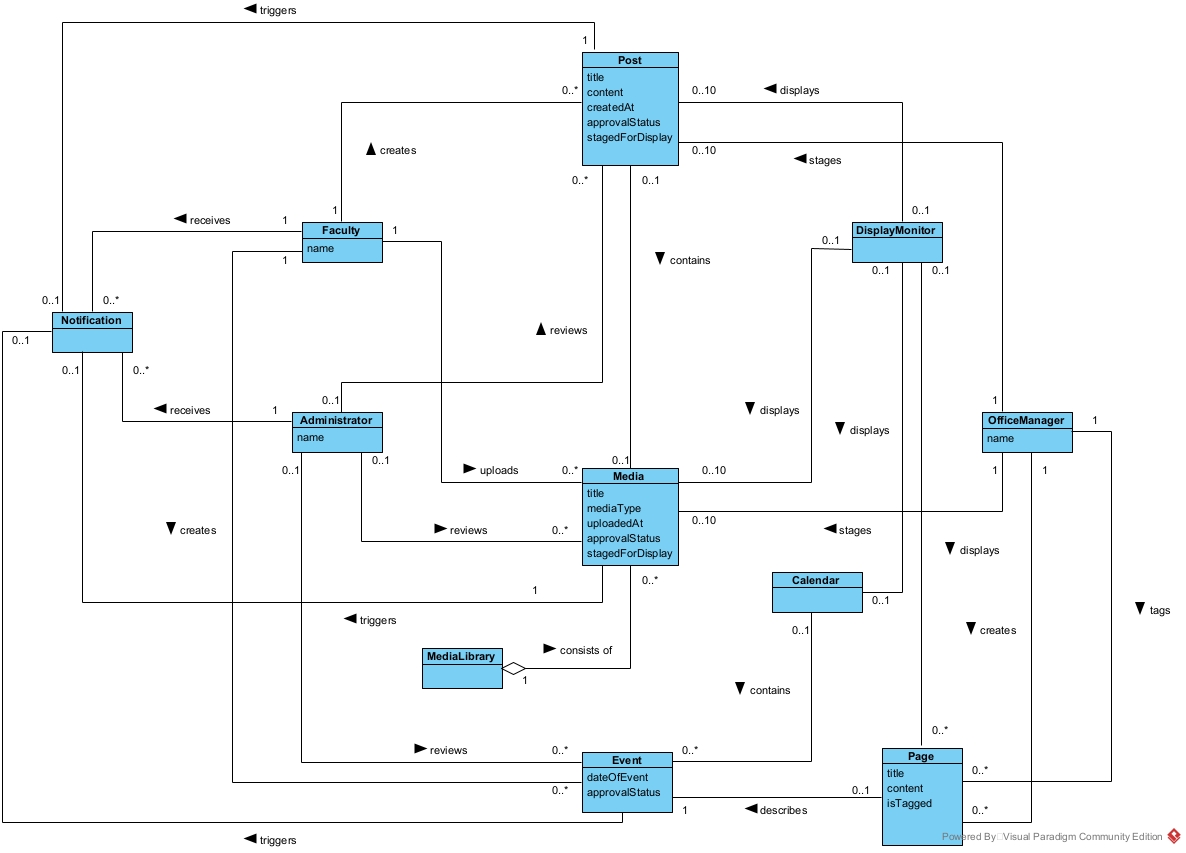 triggers
1
Post
title
content
createdAt
approvalStatus
stagedForDisplay
0..*
0..10
displays
creates
0..10
stages
0..*
0..1
1
receives
1
1
Faculty
name
1
0..1
DisplayMonitor
0..1
1
contains
0..1
0..1
0..1
0..*
Notification
0..1
reviews
0..1
0..*
receives
1
0..1
Administrator
name
0..1
0..1
displays
displays
1
OfficeManager
name
1
1
1
uploads
0..*
0..1
Media
title
mediaType
uploadedAt
approvalStatus
stagedForDisplay
0..10
0..10
creates
reviews
0..*
stages
displays
0..*
1
triggers
Calendar
0..1
0..1
tags
creates
MediaLibrary
consists of
1
contains
reviews
0..*
0..*
0..*
Event
dateOfEvent
approvalStatus
0..*
1
describes
0..1
Page
title
content
isTagged
0..*
0..*
triggers
Powered By Visual Paradigm Community Edition